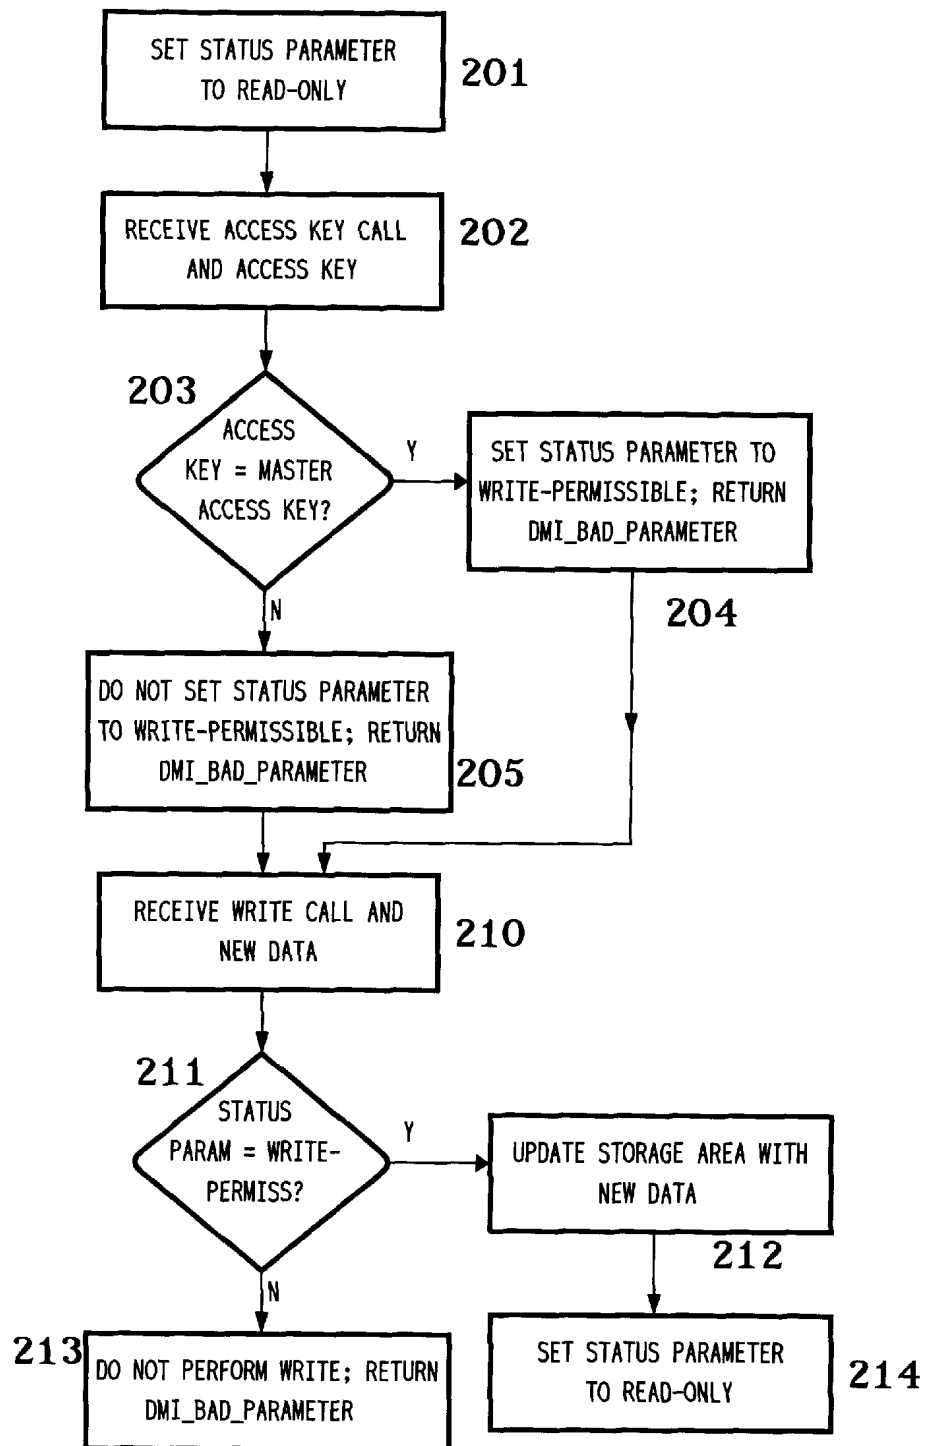 SET STATUS PARAMETER
TO READ-ONLY
201
RECEIVE ACCESS KEY CALL
AND ACCESS KEY
202
203
ACCESS
KEY = MASTER
ACCESS KEY?
Y
SET STATUS PARAMETER TO
WRITE-PERMISSIBLE; RETURN
DMI_BAD_PARAMETER
204
N
DO NOT SET STATUS PARAMETER
TO WRITE-PERMISSIBLE; RETURN
DMI_BAD_PARAMETER
205
RECEIVE WRITE CALL AND
NEW DATA
210
211
STATUS
PARAM = WRITE-
PERMISS?
Y
UPDATE STORAGE AREA WITH
NEW DATA
212
N
213
DO NOT PERFORM WRITE; RETURN
DMI_BAD_PARAMETER
SET STATUS PARAMETER
TO READ-ONLY
214